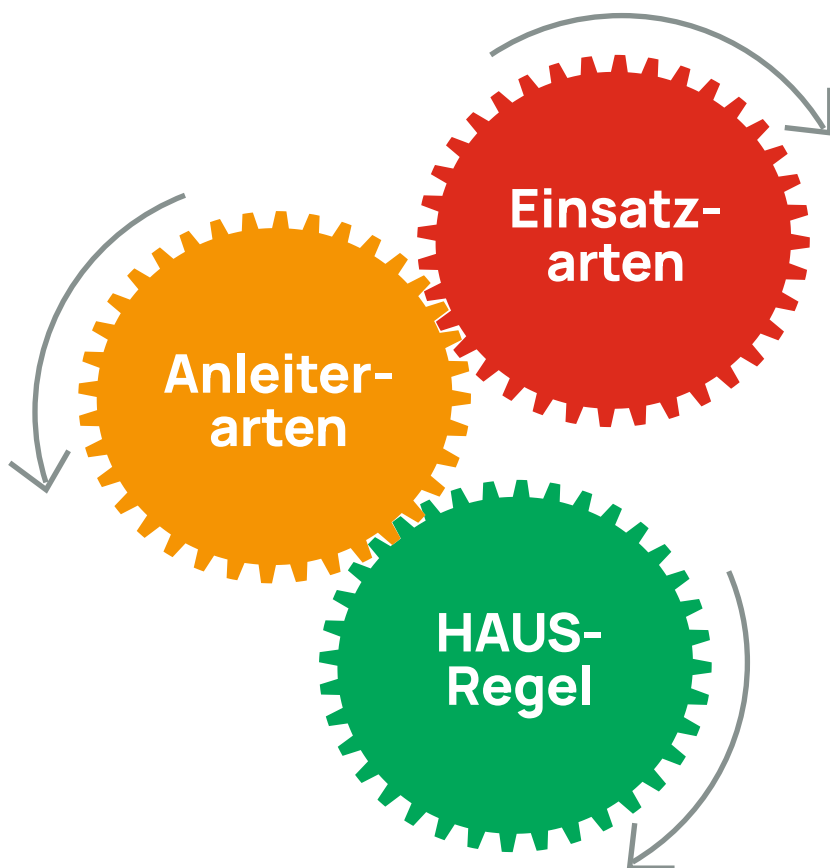 Einsatz-
arten
Anleiter-
arten
HAUS-
Regel